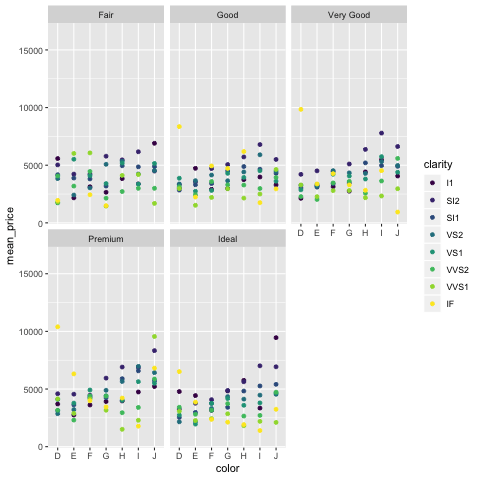 Fair Good Very Good
15000
10000
5000
0
D E F G H I J
Premium Ideal
15000
10000
5000
0
D E F G H I J D E F G H I J
color
mean_price
clarity
I1
SI2
SI1
VS2
VS1
VVS2
VVS1
IF